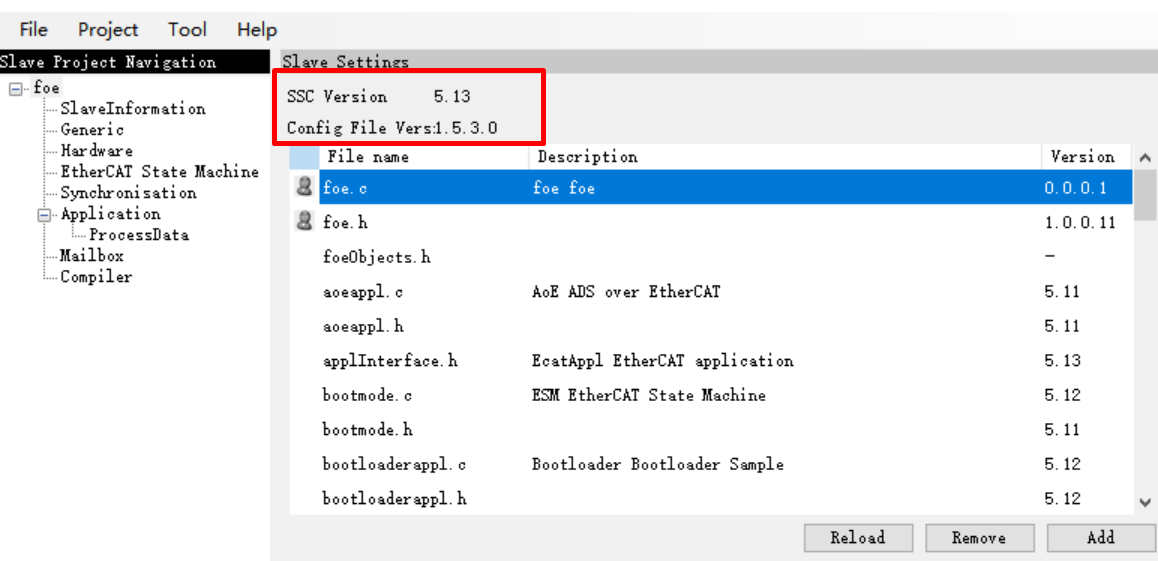 File Project Tool Help
Slave Project Navigation
foe
SlaveInformation
Generic
Hardware
EtherCAT State Machine
Synchronisation
Application
ProcessData
Mailbox
Compiler
Slave Settings
SSC Version 5.13
Config File Vers:1.5.3.0
File name Description Version
foe.c foe foe 0.0.0.1
foe.h 1.0.0.11
foeObjects.h -
aoeappl.c AoE ADS over EtherCAT 5.11
aoeappl.h 5.11
applInterface.h EcatAppl EtherCAT application 5.13
bootmode.c ESM EtherCAT State Machine 5.12
bootmode.h 5.11
bootloaderappl.c Bootloader Bootloader Sample 5.12
bootloaderappl.h 5.12
Reload Remove Add